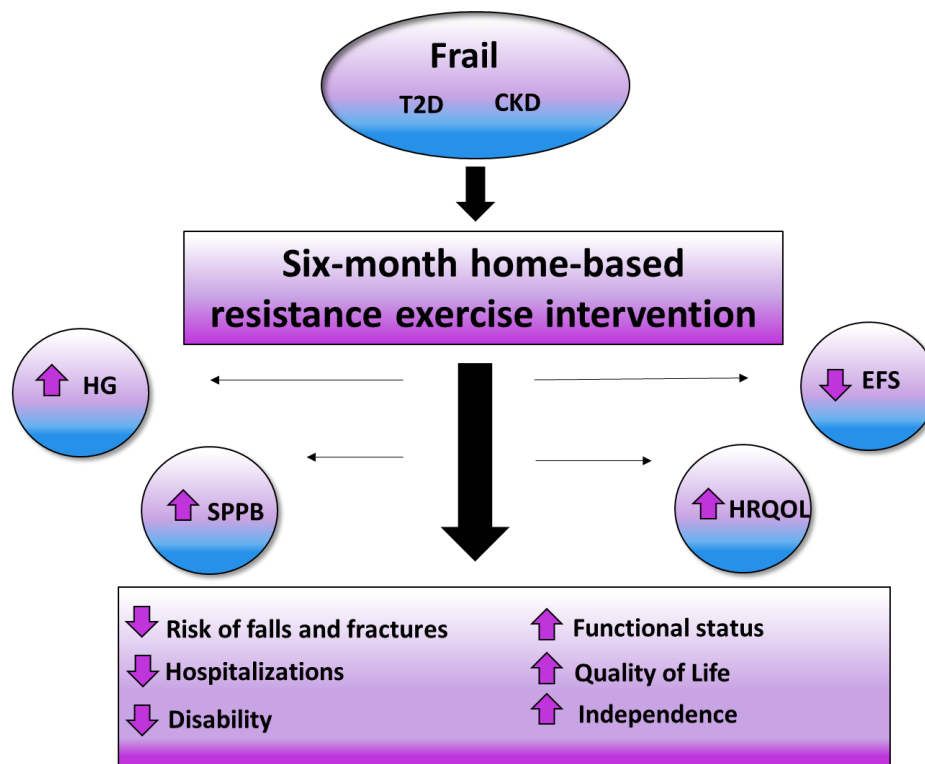 Frail
T2D CKD
Six-month home-based
resistance exercise intervention
HG
EFS
SPPB
HRQOL
Risk of falls and fractures
Hospitalizations
Disability
Functional status
Quality of Life
Independence